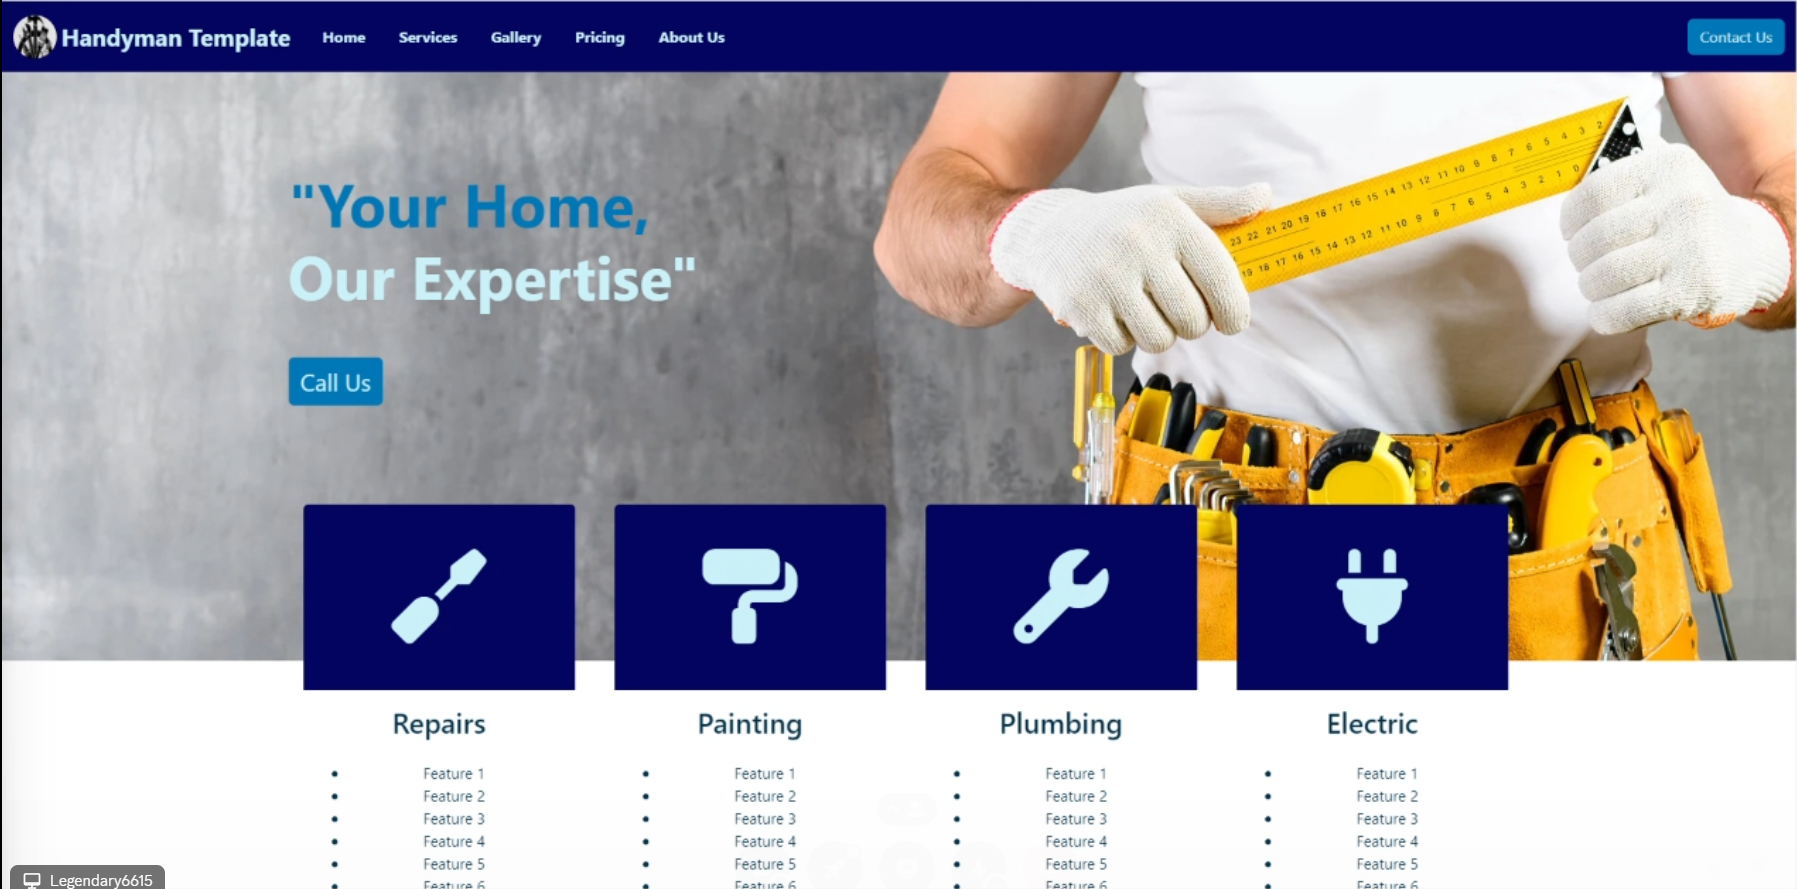 Handyman Template Home Services Gallery Pricing About Us Contact Us
"Your Home,
Our Expertise"
Call Us
Repairs Painting Plumbing Electric
Feature 1 Feature 1 Feature 1 Feature 1
Feature 2 Feature 2 Feature 2 Feature 2
Feature 3 Feature 3 Feature 3 Feature 3
Feature 4 Feature 4 Feature 4 Feature 4
Feature 5 Feature 5 Feature 5 Feature 5
Feature 6 Feature 6 Feature 6 Feature 6
Legendary6615